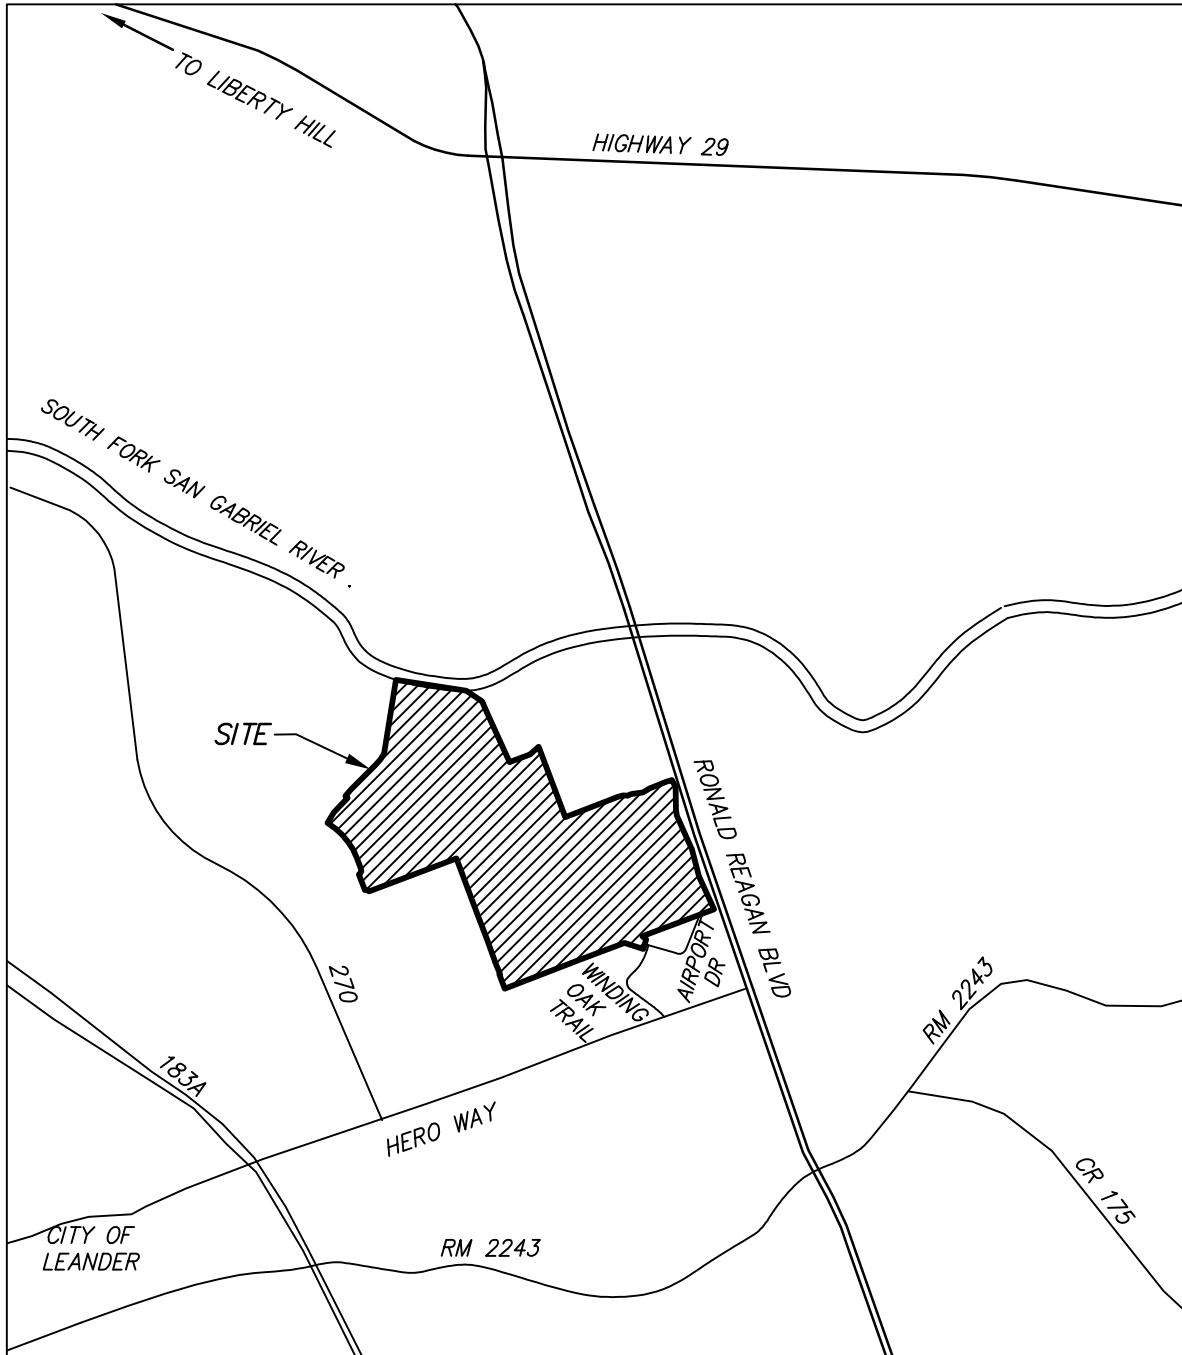 TO LIBERTY HILL
HIGHWAY 29
SOUTH FORK SAN GABRIEL RIVER .
SITE
RONALD REAGAN BLVD
270
WINDING
OAK
TRAIL
AIRPORT
DR
RM 2243
183A
HERO WAY
CR 175
CITY OF
LEANDER
RM 2243